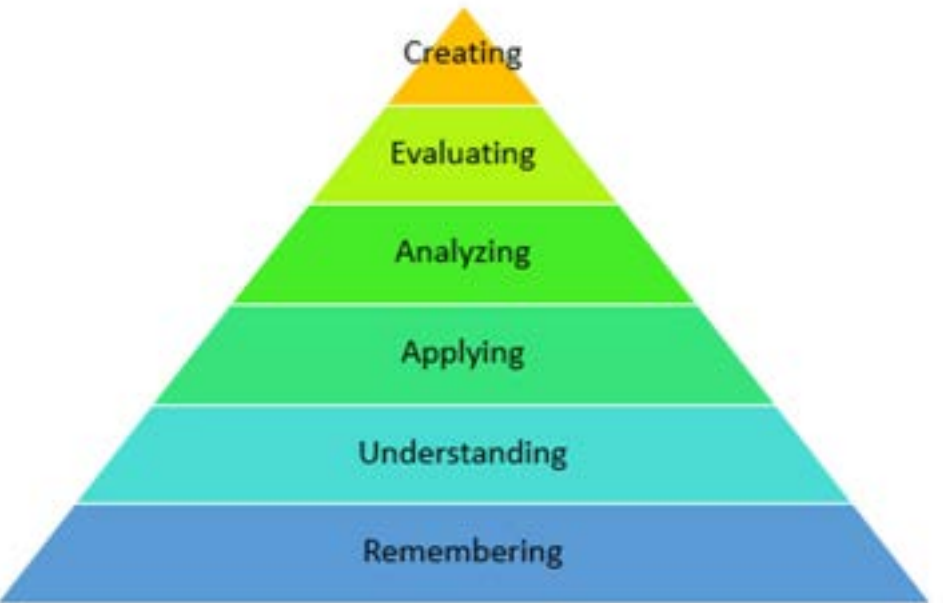 Creating
Evaluating
Analyzing
Applying
Understanding
Remembering